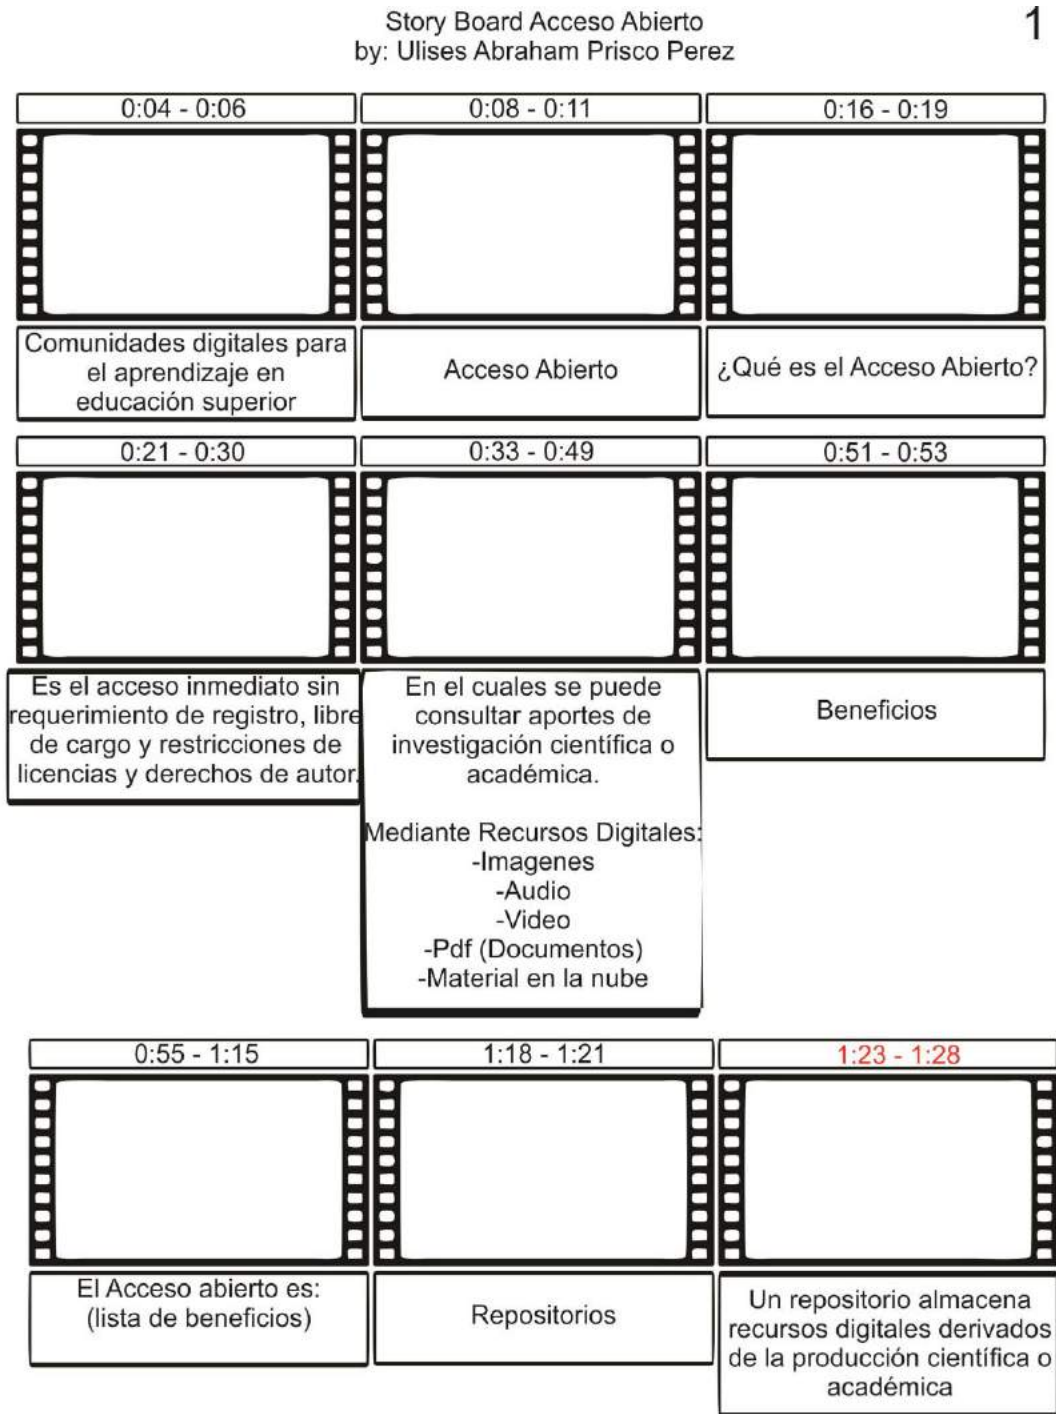 Story Board Acceso Abierto
by: Ulises Abraham Prisco Perez
1
0:04 - 0:06
0:08 - 0:11
0:16 - 0:19
Comunidades digitales para
el aprendizaje en
educación superior
Acceso Abierto
¿Qué es el Acceso Abierto?
0:21 - 0:30
0:33 - 0:49
0:51 - 0:53
Es el acceso inmediato sin
requerimiento de registro, libre
de cargo y restricciones de
licencias y derechos de autor.
En el cuales se puede
consultar aportes de
investigación científica o
académica.
Mediante Recursos Digitales:
-Imagenes
-Audio
-Video
-Pdf (Documentos)
-Material en la nube
Beneficios
0:55 - 1:15
1:18 - 1:21
1:23 - 1:28
El Acceso abierto es:
(lista de beneficios)
Repositorios
Un repositorio almacena
recursos digitales derivados
de la producción científica o
académica